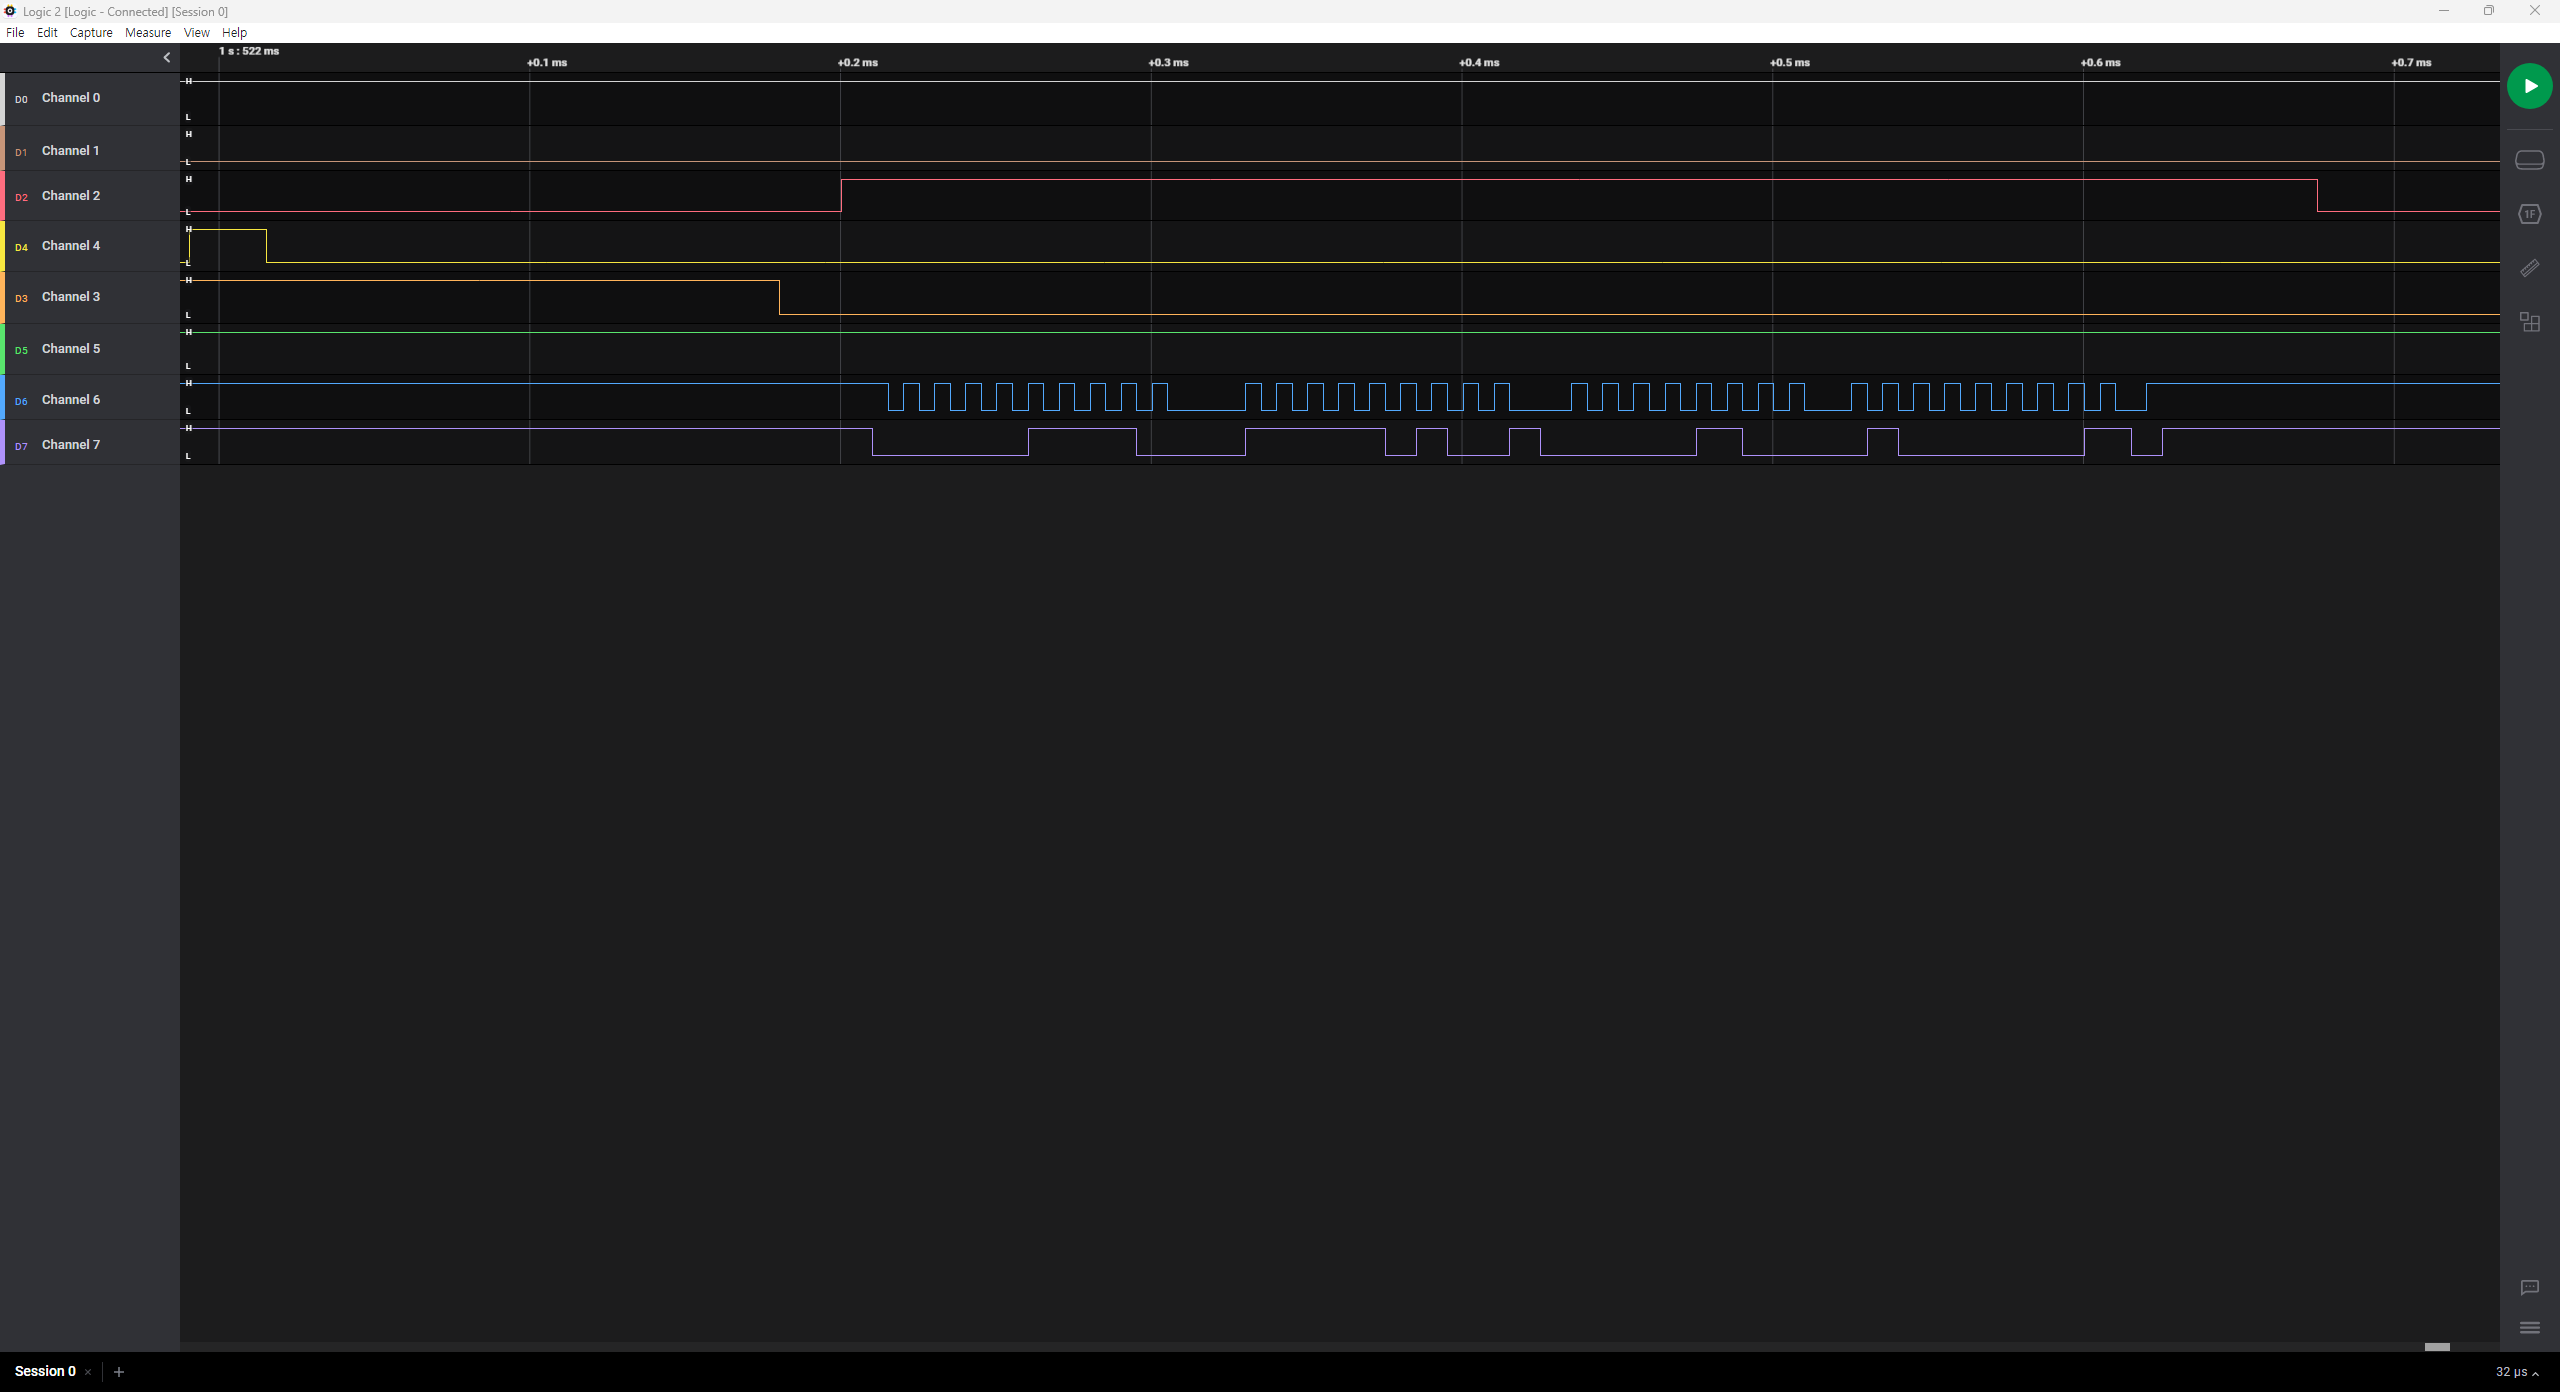 Logic 2 [Logic - Connected] [Session 0]
File Edit Capture Measure View Help
1 s : 522 ms
+0.1 ms +0.2 ms +0.3 ms +0.4 ms +0.5 ms +0.6 ms +0.7 ms
D0 Channel 0 H L
D1 Channel 1 H L
D2 Channel 2 H L
D4 Channel 4 H L
D3 Channel 3 H L
D5 Channel 5 H L
D6 Channel 6 H L
D7 Channel 7 H L
1F
Session 0
32 µs